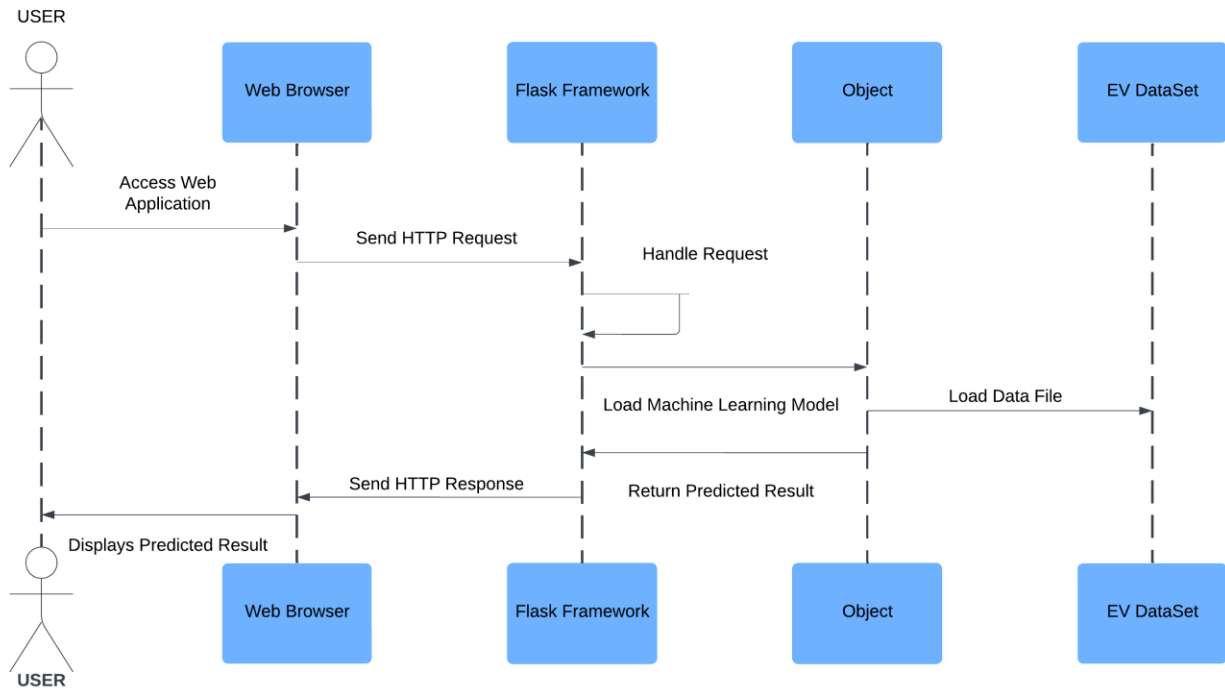 USER
Web Browser
Flask Framework
Object
EV DataSet
Access Web
Application
Send HTTP Request
Handle Request
Load Machine Learning Model
Load Data File
Send HTTP Response
Return Predicted Result
Displays Predicted Result
Web Browser
Flask Framework
Object
EV DataSet
USER